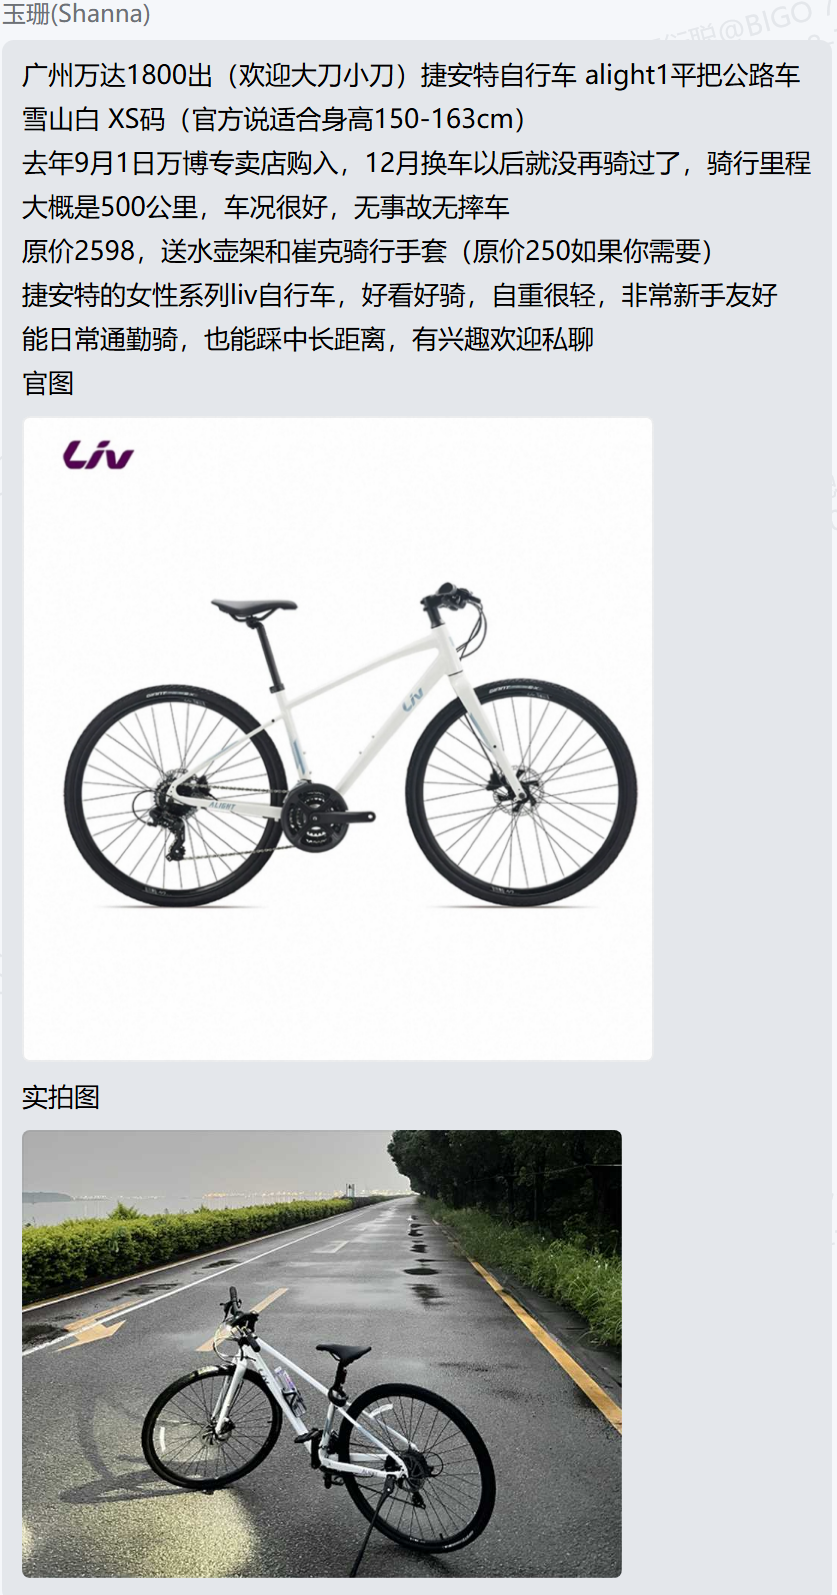 玉珊(Shanna)
广州万达1800出（欢迎大刀小刀）捷安特自行车 alight1平把公路车
雪山白 XS码（官方说适合身高150-163cm）
去年9月1日万博专卖店购入，12月换车以后就没再骑过了，骑行里程
大概是500公里，车况很好，无事故无摔车
原价2598，送水壶架和崔克骑行手套（原价250如果你需要）
捷安特的女性系列liv自行车，好看好骑，自重很轻，非常新手友好
能日常通勤骑，也能踩中长距离，有兴趣欢迎私聊
官图
Liv
Liv
ALIGHT
实拍图